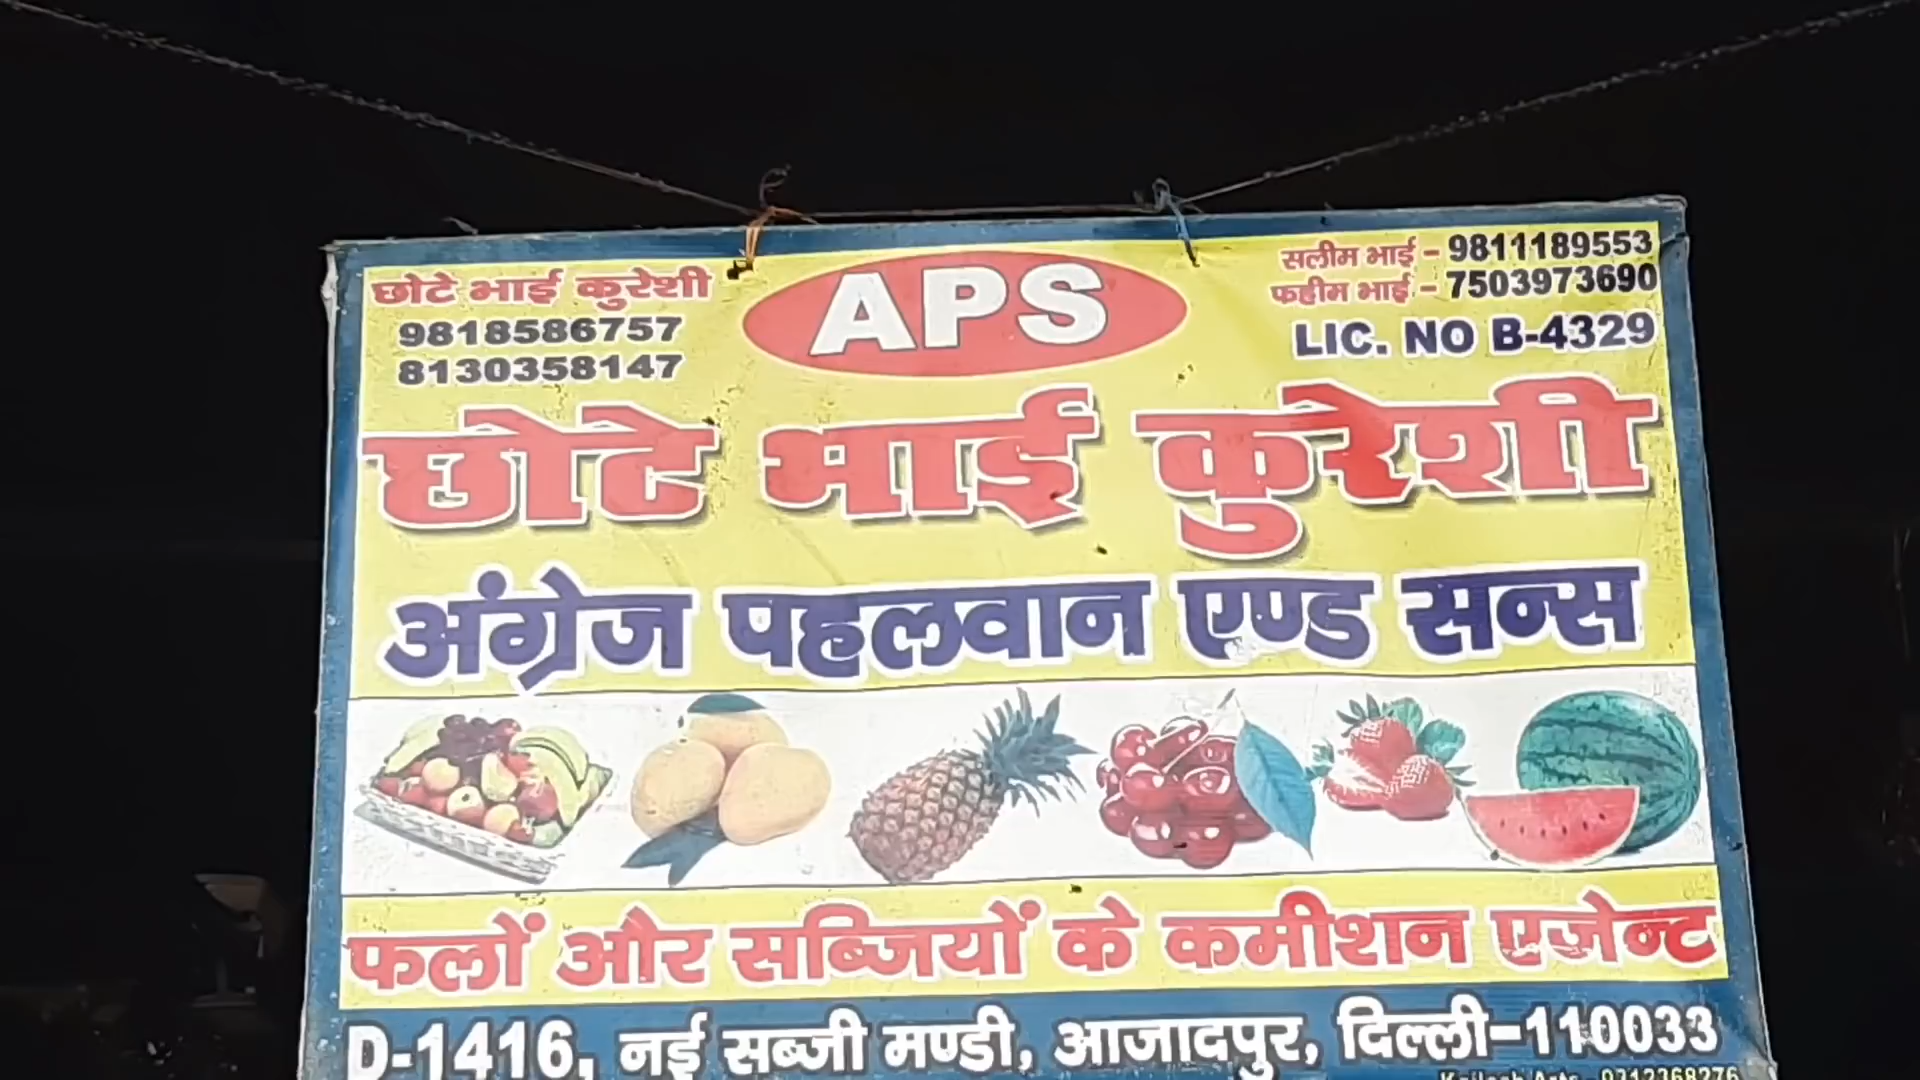 छोटे भाई कुरेशी
9818586757
8130358147
APS
सलीम भाई - 9811189553
फहीम भाई - 7503973690
LIC. NO B-4329
छोटे भाई कुरेशी
अंग्रेज पहलवान एण्ड सन्स
फलों और सब्जियों के कमीशन एजेन्ट
D-1416, नई सब्जी मण्डी, आजादपुर, दिल्ली-110033